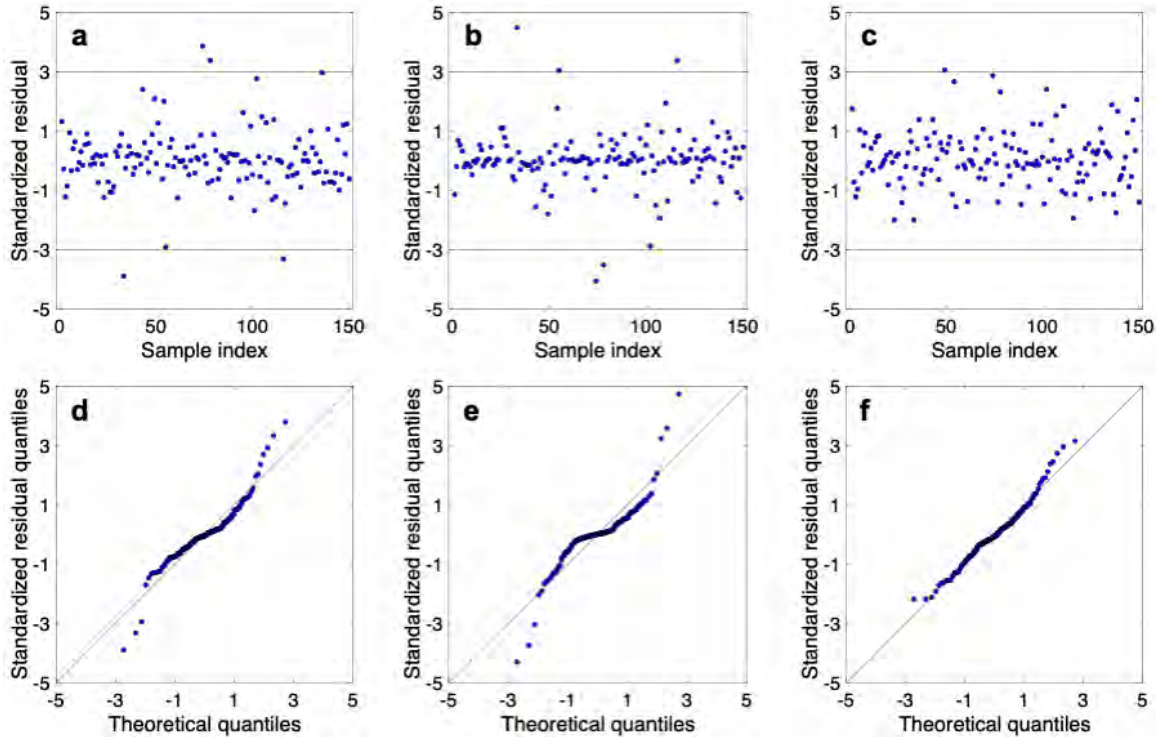 a
5
3
1
-1
-3
-5
Standardized residual
0 50 100 150
Sample index
b
5
3
1
-1
-3
-5
Standardized residual
0 50 100 150
Sample index
c
5
3
1
-1
-3
-5
Standardized residual
0 50 100 150
Sample index
d
5
3
1
-1
-3
-5
Standardized residual quantiles
-5 -3 -1 1 3 5
Theoretical quantiles
e
5
3
1
-1
-3
-5
Standardized residual quantiles
-5 -3 -1 1 3 5
Theoretical quantiles
f
5
3
1
-1
-3
-5
Standardized residual quantiles
-5 -3 -1 1 3 5
Theoretical quantiles